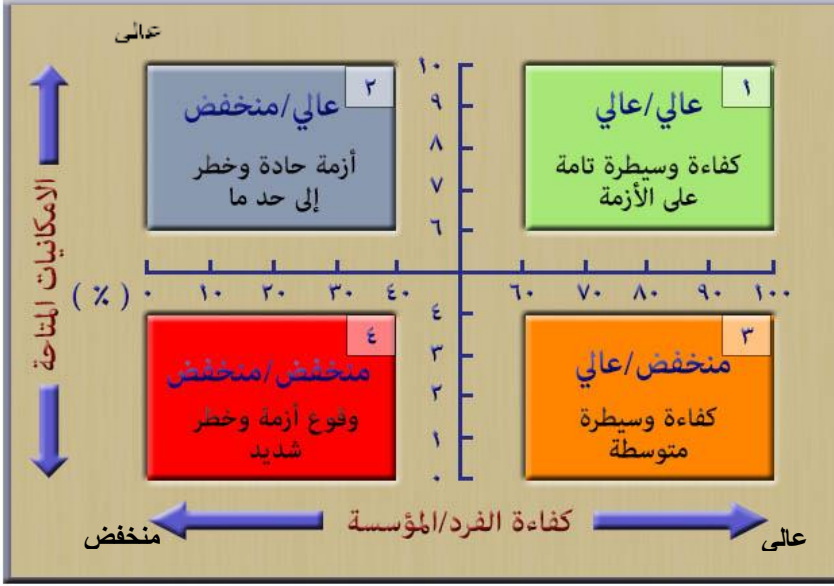 عالى
١
عالي/عالي
كفاءة وسيطرة تامة
على الأزمة
٢
عالي/منخفض
أزمة حادة وخطر
إلى حد ما
١٠
٩
٨
٧
٦
الامكانيات المتاحة
( ٪ ) ٠ ١٠ ٢٠ ٣٠ ٤٠ ٦٠ ٧٠ ٨٠ ٩٠ ١٠٠
٤
٣
٢
١
٠
٣
منخفض/عالي
كفاءة وسيطرة
متوسطة
٤
منخفض/منخفض
وقوع أزمة وخطر
شديد
عالى
كفاءة الفرد/المؤسسة
منخفض